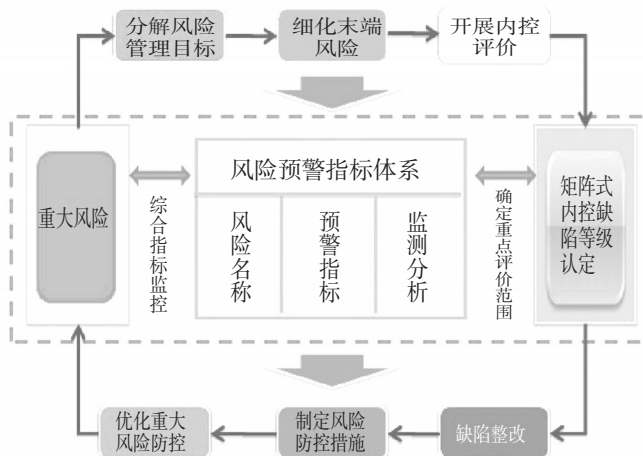 分解风险
管理目标
细化末端
风险
开展内控
评价
重大风险
综合指标监控
风险预警指标体系
风险名称
预警指标
监测分析
确定重点评价范围
矩阵式
内控缺
陷等级
认定
优化重大
风险防控
制定风险
防控措施
缺陷整改